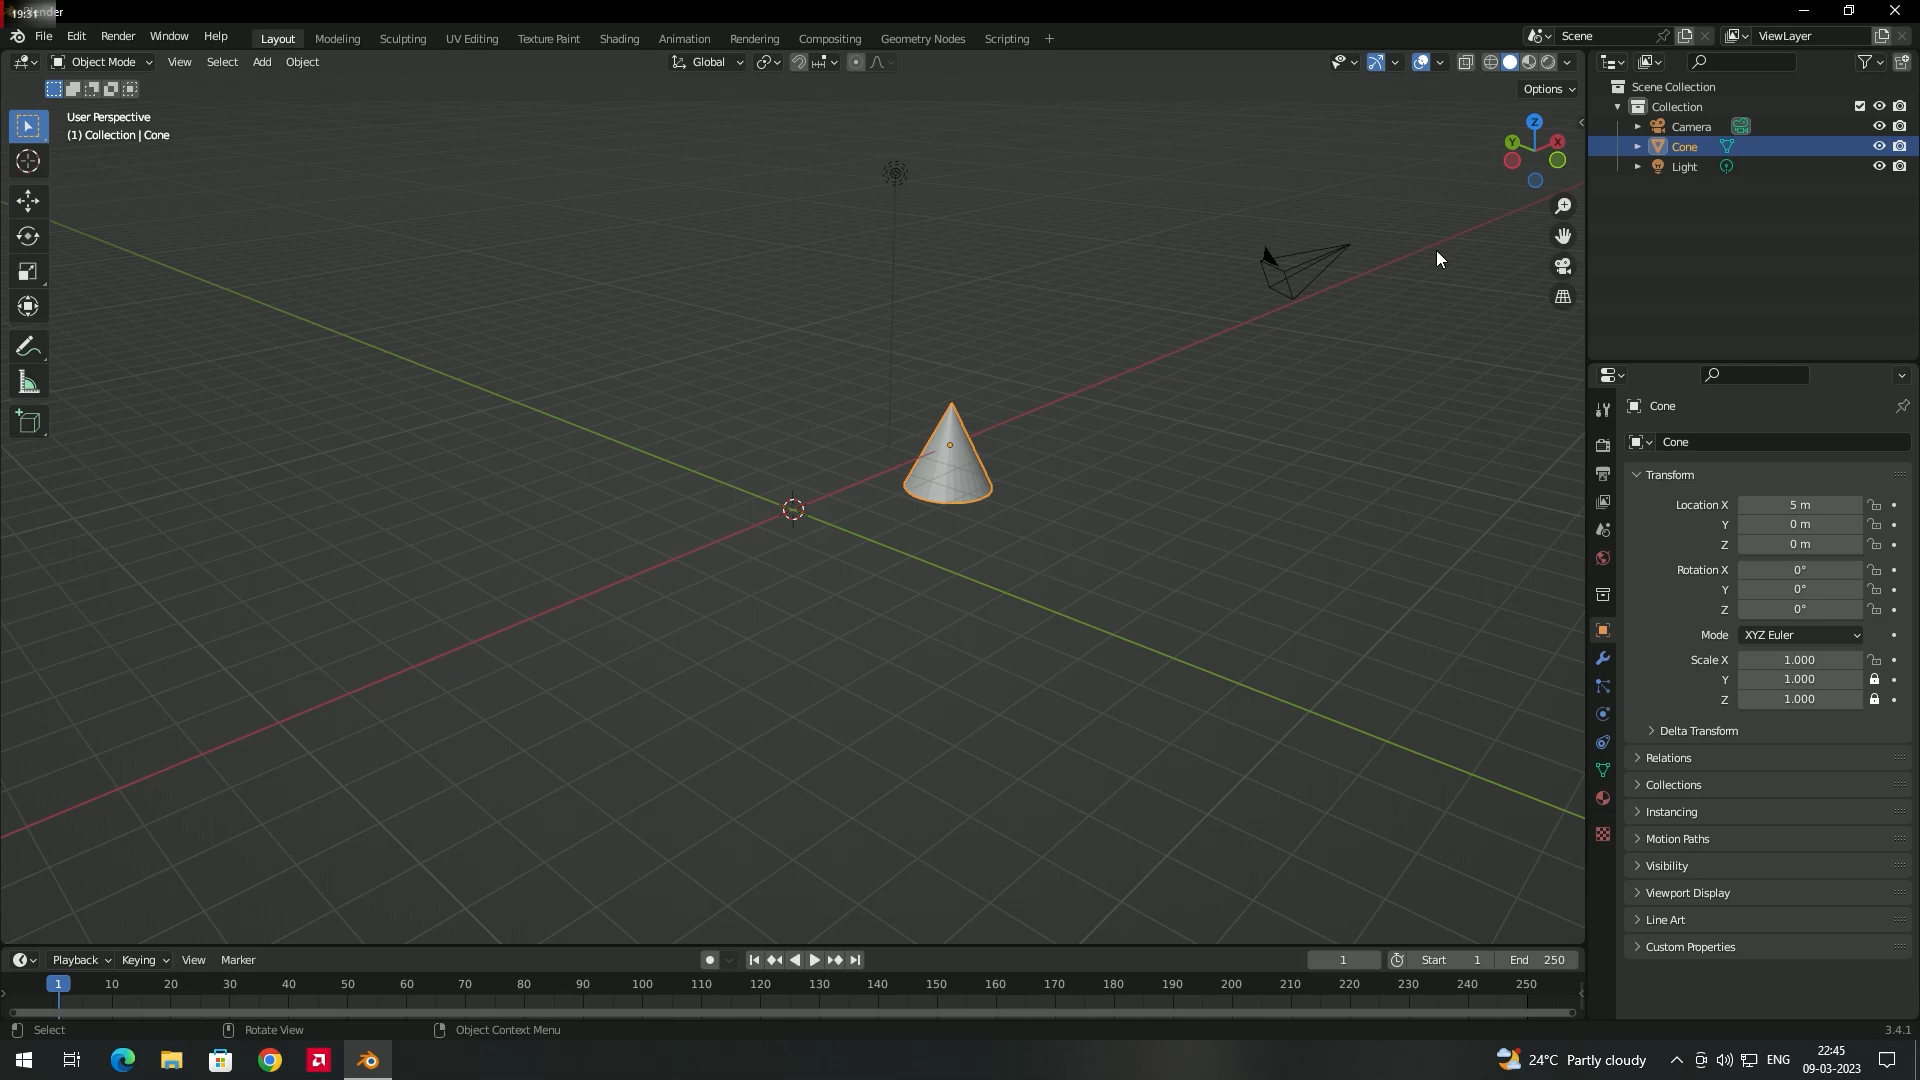 19:31
Blender
File Edit Render Window Help
Layout Modeling Sculpting UV Editing Texture Paint Shading Animation Rendering Compositing Geometry Nodes Scripting +
Scene ViewLayer
Object Mode View Select Add Object
Global
Options
User Perspective
(1) Collection | Cone
Z
Y X
Scene Collection
Collection
Camera
Cone
Light
Cone
Cone
Transform
Location X 5 m
Y 0 m
Z 0 m
Rotation X 0°
Y 0°
Z 0°
Mode XYZ Euler
Scale X 1.000
Y 1.000
Z 1.000
Delta Transform
Relations
Collections
Instancing
Motion Paths
Visibility
Viewport Display
Line Art
Custom Properties
Playback Keying View Marker
1 Start 1 End 250
1 10 20 30 40 50 60 70 80 90 100 110 120 130 140 150 160 170 180 190 200 210 220 230 240 250
Select Rotate View Object Context Menu 3.4.1
24°C Partly cloudy ENG
22:45
09-03-2023